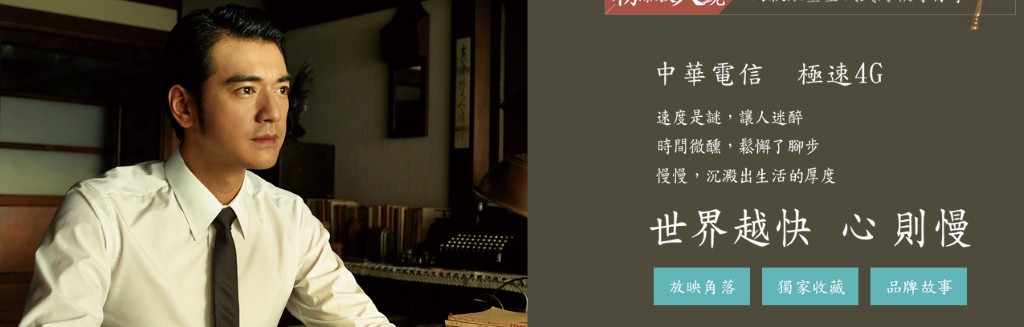 中華電信 極速4G
速度是謎，讓人迷醉
時間微醺，鬆懈了腳步
慢慢，沉澱出生活的厚度
世界越快 心則慢
放映角落 獨家收藏 品牌故事